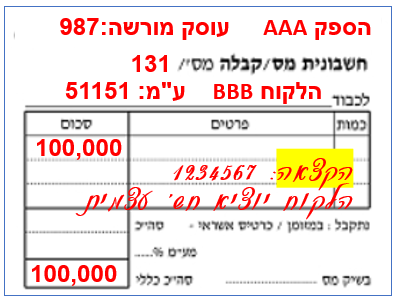 הספק AAA עוסק מורשה:987
חשבונית מס/קבלה מס'/ 131
לכבוד הלקוח BBB ע"מ: 51151
כמות פרטים סכום
100,000
הקצאה: 1234567
הלקוח יוציא חש' עצמית
נתקבל : במזומן / כרטיס אשראי - סה"כ
מע"מ %.....
בשיק מס סה"כ כללי 100,000